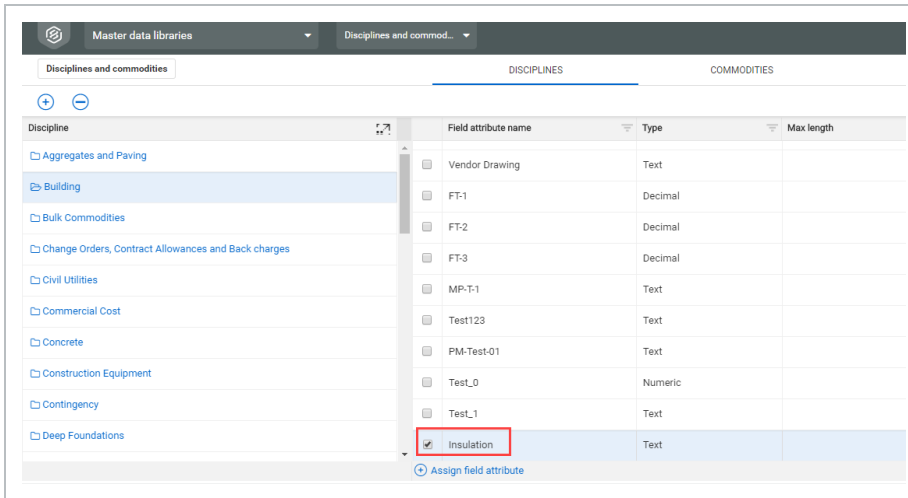 Master data libraries
Disciplines and commod...
Disciplines and commodities
DISCIPLINES
COMMODITIES
Discipline
Field attribute name
Type
Max length
Aggregates and Paving
Building
Bulk Commodities
Change Orders, Contract Allowances and Back charges
Civil Utilities
Commercial Cost
Concrete
Construction Equipment
Contingency
Deep Foundations
Vendor Drawing Text
FT-1 Decimal
FT-2 Decimal
FT-3 Decimal
MP-T-1 Text
Test123 Text
PM-Test-01 Text
Test_0 Numeric
Test_1 Text
Insulation Text
Assign field attribute